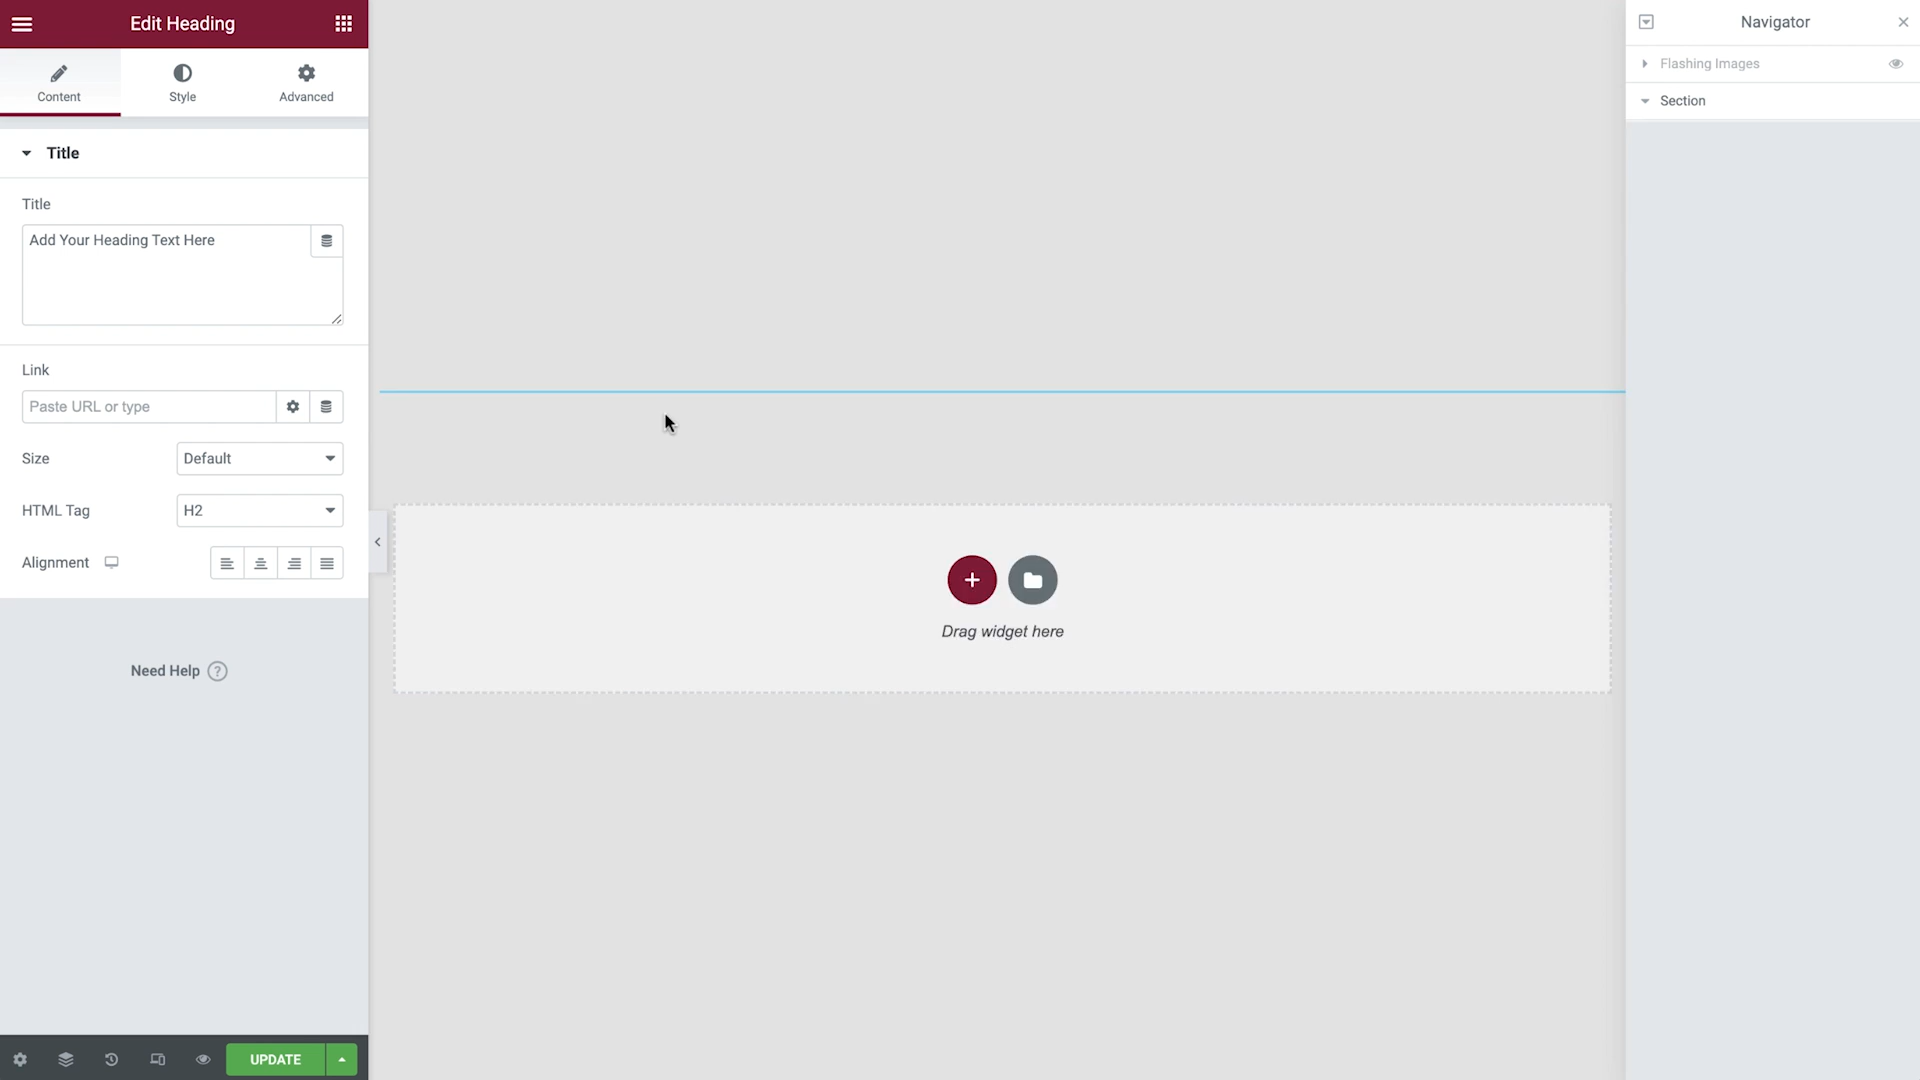 Edit Heading
Content
Style
Advanced
Title
Title
Add Your Heading Text Here
Link
Paste URL or type
Size
Default
HTML Tag
H2
Alignment
Need Help ?
UPDATE
Drag widget here
Navigator
Flashing Images
Section